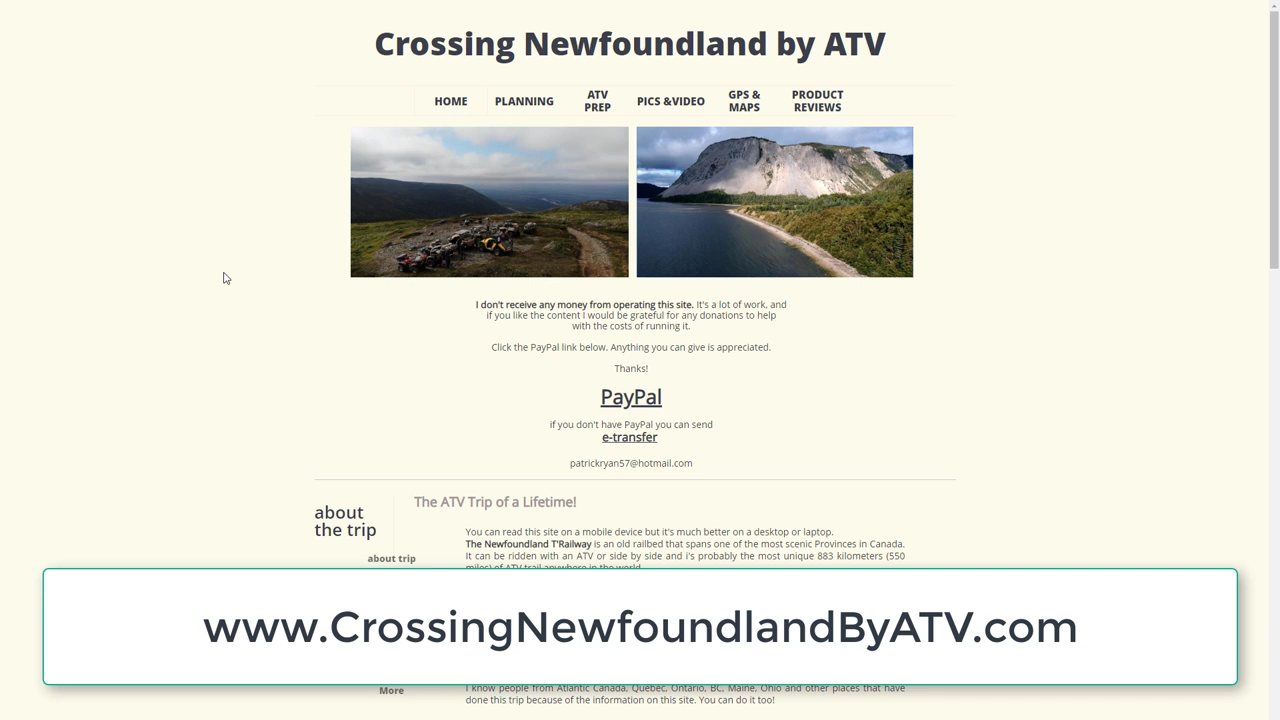 Crossing Newfoundland by ATV
HOME PLANNING ATV PREP PICS &VIDEO GPS & MAPS PRODUCT REVIEWS
I don't receive any money from operating this site. It's a lot of work, and
if you like the content I would be grateful for any donations to help
with the costs of running it.
Click the PayPal link below. Anything you can give is appreciated.
Thanks!
PayPal
if you don't have PayPal you can send
e-transfer
patrickryan57@hotmail.com
about
the trip
about trip
The ATV Trip of a Lifetime!
You can read this site on a mobile device but it's much better on a desktop or laptop.
The Newfoundland T'Railway is an old railbed that spans one of the most scenic Provinces in Canada.
It can be ridden with an ATV or side by side and i's probably the most unique 883 kilometers (550
miles) of ATV trail anywhere in the world.
www.CrossingNewfoundlandByATV.com
More
I know people from Atlantic Canada, Quebec, Ontario, BC, Maine, Ohio and other places that have
done this trip because of the information on this site. You can do it too!